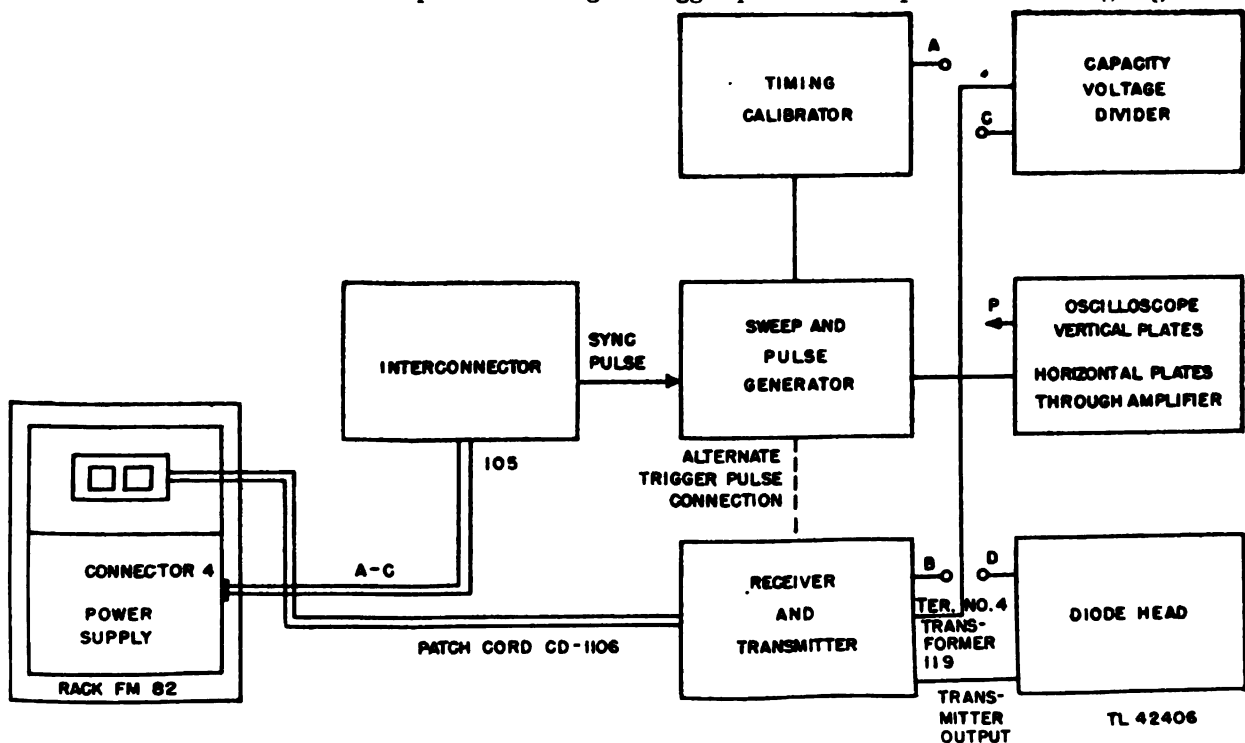 TIMING
CALIBRATOR
A
CAPACITY
VOLTAGE
DIVIDER
C
INTERCONNECTOR
SYNC
PULSE
SWEEP AND
PULSE
GENERATOR
P
OSCILLOSCOPE
VERTICAL PLATES
HORIZONTAL PLATES
THROUGH AMPLIFIER
105
ALTERNATE
TRIGGER PULSE
CONNECTION
CONNECTOR 4
POWER
SUPPLY
RACK FM 82
A-C
PATCH CORD CD-1106
RECEIVER
AND
TRANSMITTER
B
D
TER. NO. 4
TRANS-
FORMER
119
DIODE HEAD
TRANS-
MITTER
OUTPUT
TL 42406